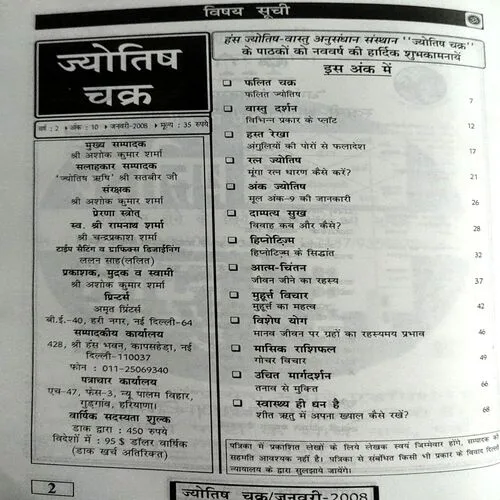 विषय सूची
ज्योतिष
चक्र
वर्ष : 2 अंक : 10 जनवरी-2008 मूल्य : 35 रुपये
मुख्य सम्पादक
श्री अशोक कुमार शर्मा
सलाहकार सम्पादक
'ज्योतिष ऋषि' श्री सतबीर जी
संरक्षक
श्री अशोक कुमार शर्मा
प्रेरणा स्त्रोत्
स्व. श्री रामनाथ शर्मा
श्री चन्द्रप्रकाश शर्मा
टाईप सैटिंग व ग्राफिक्स डिजाईनिंग
ललन साह(ललित)
प्रकाशक, मुद्रक व स्वामी
श्री अशोक कुमार शर्मा
प्रिन्टर्स
अमृत प्रिंटर्स
बी.ई.-40, हरी नगर, नई दिल्ली-64
सम्पादकीय कार्यालय
428, श्री हंस भवन, कापसहेड़ा, नई
दिल्ली-110037
फोन : 011-25069340
पत्राचार कार्यालय
एच-47, फेस-3, न्यू पालम विहार,
गुड़गांव, हरियाणा।
वार्षिक सदस्यता शुल्क
डाक द्वारा : 450 रुपये
विदेशों में : 95 $ डॉलर वार्षिक
(डाक खर्च अतिरिक्त)
हंस ज्योतिष-वास्तु अनुसंधान संस्थान ''ज्योतिष चक्र''
के पाठकों को नववर्ष की हार्दिक शुभकामनायें
इस अंक में
फलित चक्र
फलित ज्योतिष 7
वास्तु दर्शन
विभिन्न प्रकार के प्लॉट 12
हस्त रेखा
अंगुलियों की पोरों से फलादेश 17
रत्न ज्योतिष
मूंगा रत्न धारण कैसे करें? 21
अंक ज्योतिष
मूल अंक-9 की जानकारी 26
दाम्पत्य सुख
विवाह कब और कैसे? 28
हिप्नोटिज़्म
हिप्नोटिज़्म के सिद्धांत 32
आत्म-चिंतन
जीवन जीने का रहस्य 37
मुहूर्त्त विचार
मुहूर्त्त का महत्व 42
विशेष योग
मानव जीवन पर ग्रहों का रहस्यमय प्रभाव 46
मासिक राशिफल
गोचर विचार 49
उचित मार्गदर्शन
तनाव से मुक्ति 66
स्वास्थ्य ही धन है
शीत ऋतु में अपना ख्याल कैसे रखें? 68
पत्रिका में प्रकाशित लेखों के लिये लेखक स्वयं जिम्मेवार होंगे, सम्पादक को
सहमति आवश्यक नहीं है। पत्रिका से संबंधित किसी भी प्रकार के विवाद दिल्ली
न्यायालय के द्वारा सुलझाये जायेंगे।
2
ज्योतिष चक्र/जनवरी-2008